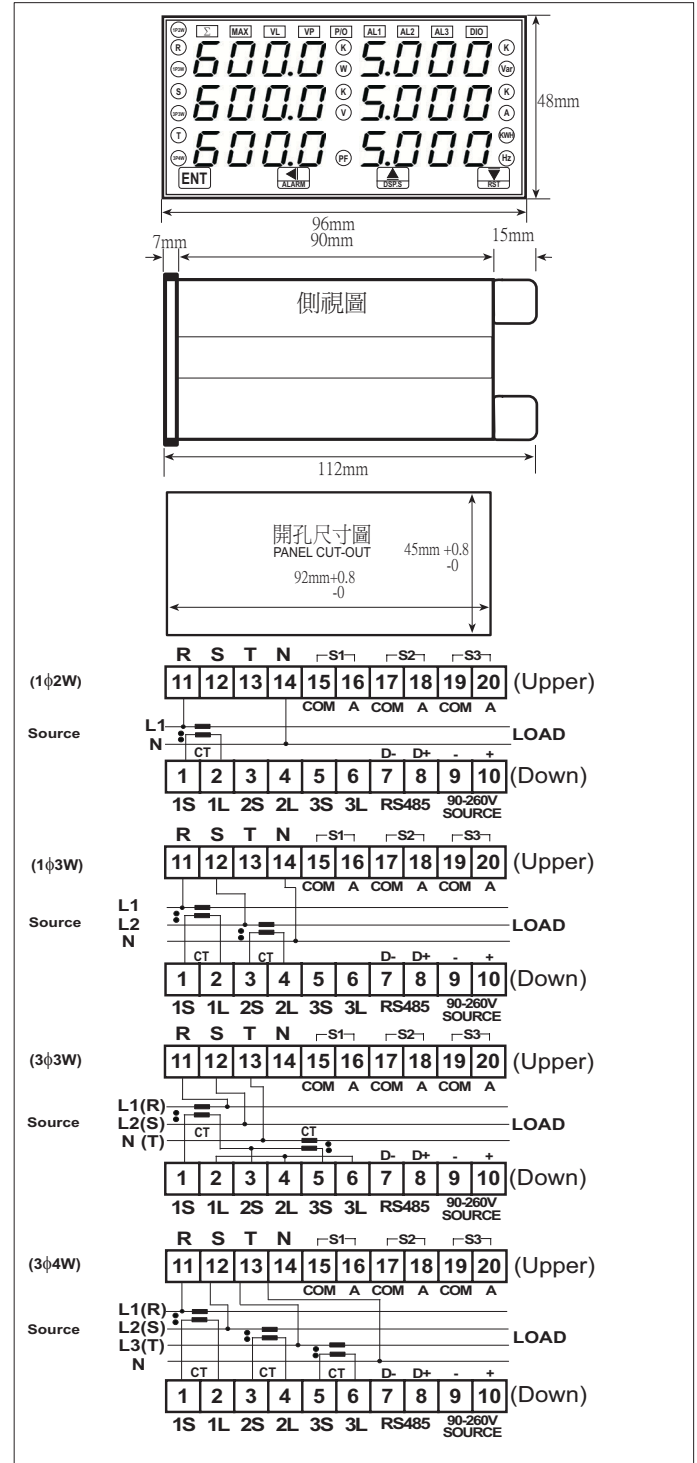 1P2W Σ MAX VL VP P/O AL1 AL2 AL3 DIO
R 600.0 K 5.000 K
1P3W W Var
S 600.0 K 5.000 K
3P3W V A
T 600.0 5.000 KWH
3P4W PF Hz
ENT ALARM DSP.S RST
48mm
96mm
7mm 90mm 15mm
側視圖
112mm
開孔尺寸圖
PANEL CUT-OUT
45mm +0.8
-0
92mm+0.8
-0
R S T N S1 S2 S3
(1ϕ2W) 11 12 13 14 15 16 17 18 19 20 (Upper)
COM A COM A COM A
Source L1 LOAD
N
CT D- D+ - +
1 2 3 4 5 6 7 8 9 10 (Down)
1S 1L 2S 2L 3S 3L RS485 90-260V
SOURCE
R S T N S1 S2 S3
(1ϕ3W) 11 12 13 14 15 16 17 18 19 20 (Upper)
COM A COM A COM A
L1
Source L2 LOAD
N
CT CT D- D+ - +
1 2 3 4 5 6 7 8 9 10 (Down)
1S 1L 2S 2L 3S 3L RS485 90-260V
SOURCE
R S T N S1 S2 S3
(3ϕ3W) 11 12 13 14 15 16 17 18 19 20 (Upper)
COM A COM A COM A
L1(R)
Source L2(S) CT CT LOAD
N (T)
D- D+ - +
1 2 3 4 5 6 7 8 9 10 (Down)
1S 1L 2S 2L 3S 3L RS485 90-260V
SOURCE
R S T N S1 S2 S3
(3ϕ4W) 11 12 13 14 15 16 17 18 19 20 (Upper)
COM A COM A COM A
L1(R)
Source L2(S)
L3(T) LOAD
N
CT CT CT D- D+ - +
1 2 3 4 5 6 7 8 9 10 (Down)
1S 1L 2S 2L 3S 3L RS485 90-260V
SOURCE